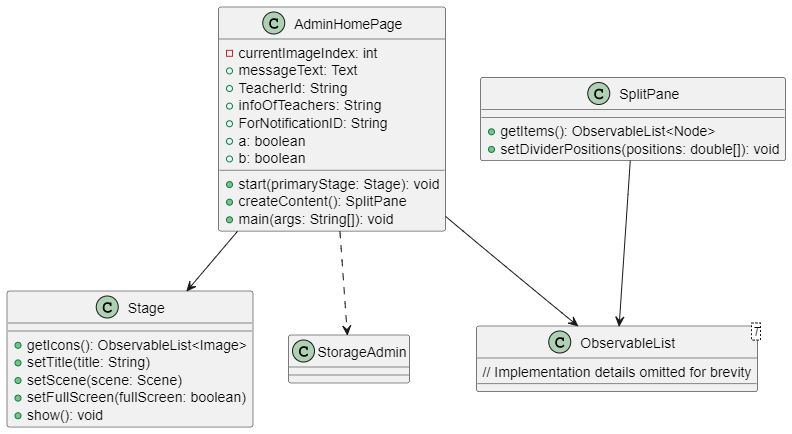 C AdminHomePage
currentImageIndex: int
messageText: Text
TeacherId: String
infoOfTeachers: String
ForNotificationID: String
a: boolean
b: boolean
start(primaryStage: Stage): void
createContent(): SplitPane
main(args: String[]): void
C SplitPane
getItems(): ObservableList<Node>
setDividerPositions(positions: double[]): void
C Stage
getIcons(): ObservableList<Image>
setTitle(title: String)
setScene(scene: Scene)
setFullScreen(fullScreen: boolean)
show(): void
C StorageAdmin
C ObservableList
T
// Implementation details omitted for brevity